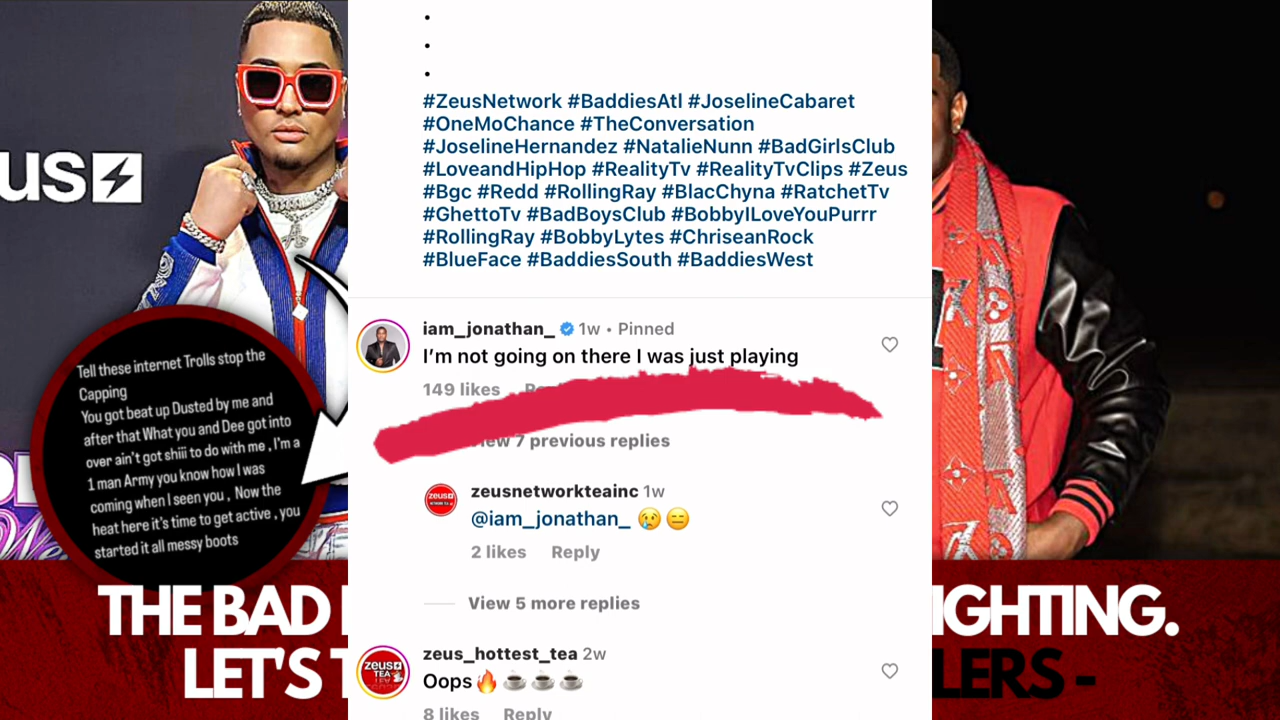 us
Tell these internet Trolls stop the
Capping
You got beat up Dusted by me and
after that What you and Dee got into
over ain't got shiii to do with me , I'm a
1 man Army you know how I was
coming when I seen you , Now the
heat here it's time to get active , you
started it all messy boots
THE BAD
LET'S
•
•
•
#ZeusNetwork #BaddiesAtl #JoselineCabaret
#OneMoChance #TheConversation
#JoselineHernandez #NatalieNunn #BadGirlsClub
#LoveandHipHop #RealityTv #RealityTvClips #Zeus
#Bgc #Redd #RollingRay #BlacChyna #RatchetTv
#GhettoTv #BadBoysClub #BobbyILoveYouPurrr
#RollingRay #BobbyLytes #ChriseanRock
#BlueFace #BaddiesSouth #BaddiesWest
iam_jonathan_ 1w • Pinned
I'm not going on there I was just playing
149 likes
View 7 previous replies
zeus
zeusnetworkteainc 1w
@iam_jonathan_ 😢 😑
2 likes Reply
View 5 more replies
zeus
TEA
zeus_hottest_tea 2w
Oops 🔥 ☕ ☕ ☕
8 likes Reply
IGHTING.
LERS -